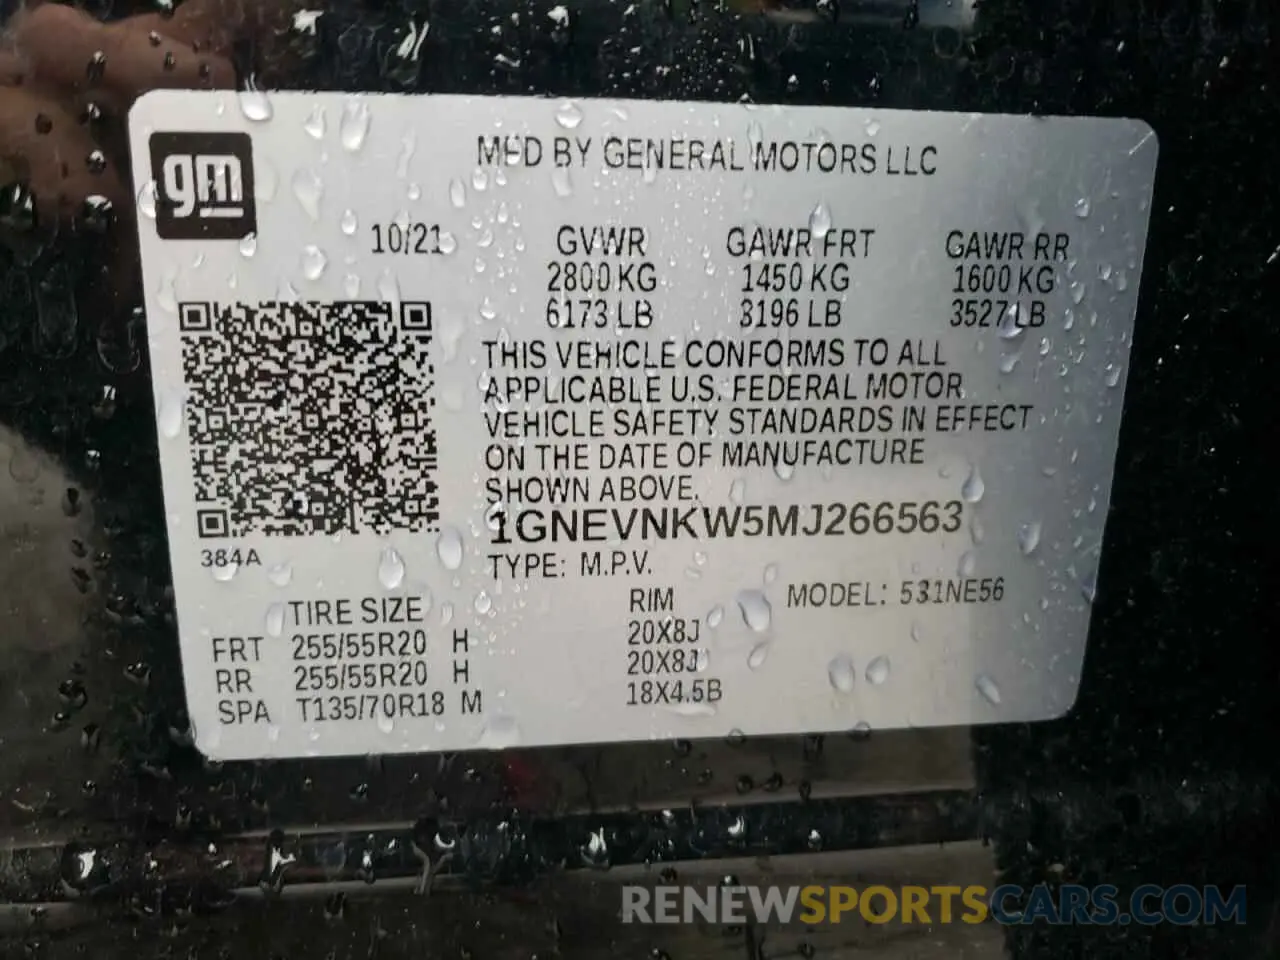 gm
MFD BY GENERAL MOTORS LLC
10/21 GVWR GAWR FRT GAWR RR
2800 KG 1450 KG 1600 KG
6173 LB 3196 LB 3527 LB
THIS VEHICLE CONFORMS TO ALL
APPLICABLE U.S. FEDERAL MOTOR
VEHICLE SAFETY STANDARDS IN EFFECT
ON THE DATE OF MANUFACTURE
SHOWN ABOVE.
1GNEVNKW5MJ266563
384A
TYPE: M.P.V.
MODEL: 531NE56
TIRE SIZE RIM
FRT 255/55R20 H 20X8J
RR 255/55R20 H 20X8J
SPA T135/70R18 M 18X4.5B
RENEWSPORTSCARS.COM